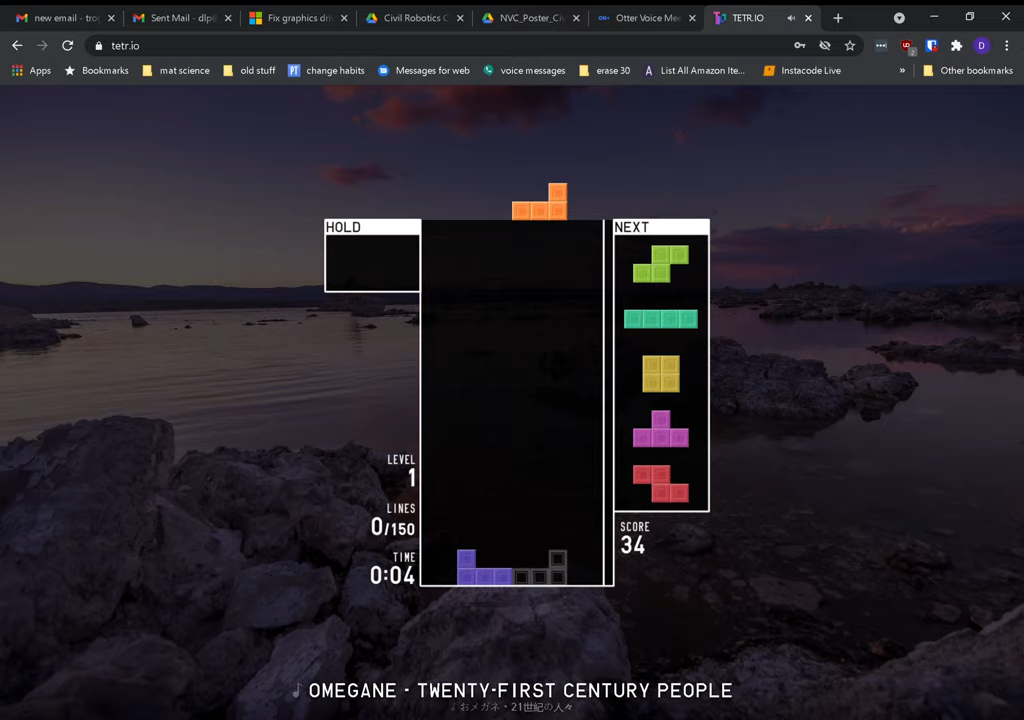 new email - tro
Sent Mail - dlp
Fix graphics dri
Civil Robotics C
NVC_Poster_Civ
Otter Voice Mee
TETR.IO
tetr.io
2
D
Apps
Bookmarks
mat science
old stuff
change habits
Messages for web
voice messages
erase 30
List All Amazon Ite...
Instacode Live
»
Other bookmarks
HOLD
NEXT
LEVEL
1
LINES
0/150
TIME
0:04
SCORE
34
OMEGANE - TWENTY-FIRST CENTURY PEOPLE
おメガネ・21世紀の人々